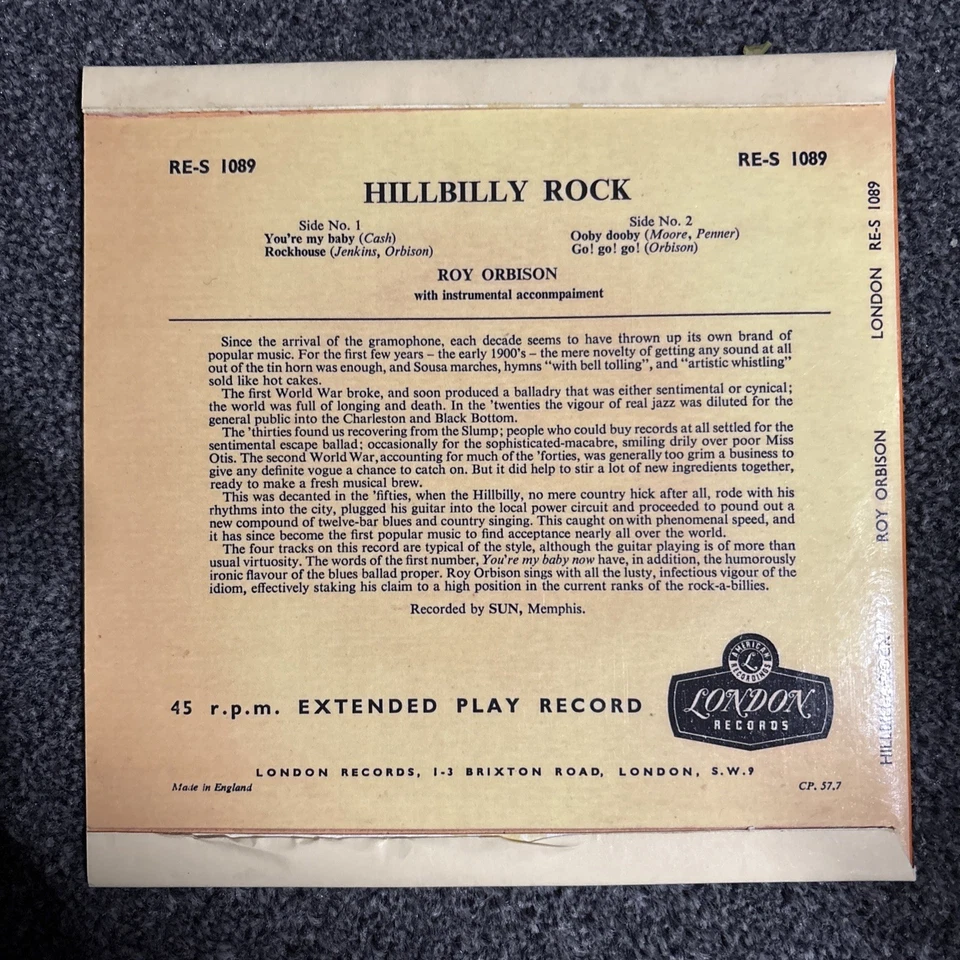 RE-S 1089
RE-S 1089
HILLBILLY ROCK
Side No. 1
You're my baby (Cash)
Rockhouse (Jenkins, Orbison)
Side No. 2
Ooby dooby (Moore, Penner)
Go! go! go! (Orbison)
ROY ORBISON
with instrumental acconmpaiment
Since the arrival of the gramophone, each decade seems to have thrown up its own brand of
popular music. For the first few years – the early 1900's – the mere novelty of getting any sound at all
out of the tin horn was enough, and Sousa marches, hymns "with bell tolling", and "artistic whistling"
sold like hot cakes.
The first World War broke, and soon produced a balladry that was either sentimental or cynical;
the world was full of longing and death. In the 'twenties the vigour of real jazz was diluted for the
general public into the Charleston and Black Bottom.
The 'thirties found us recovering from the Slump; people who could buy records at all settled for the
sentimental escape ballad; occasionally for the sophisticated-macabre, smiling drily over poor Miss
Otis. The second World War, accounting for much of the 'forties, was generally too grim a business to
give any definite vogue a chance to catch on. But it did help to stir a lot of new ingredients together,
ready to make a fresh musical brew.
This was decanted in the 'fifties, when the Hillbilly, no mere country hick after all, rode with his
rhythms into the city, plugged his guitar into the local power circuit and proceeded to pound out a
new compound of twelve-bar blues and country singing. This caught on with phenomenal speed, and
it has since become the first popular music to find acceptance nearly all over the world.
The four tracks on this record are typical of the style, although the guitar playing is of more than
usual virtuosity. The words of the first number, You're my baby now have, in addition, the humorously
ironic flavour of the blues ballad proper. Roy Orbison sings with all the lusty, infectious vigour of the
idiom, effectively staking his claim to a high position in the current ranks of the rock-a-billies.
Recorded by SUN, Memphis.
45 r.p.m. EXTENDED PLAY RECORD
AMERICAN
L
RECORDINGS
LONDON
RECORDS
LONDON RECORDS, 1-3 BRIXTON ROAD, LONDON, S.W.9
Made in England
CP. 57.7
LONDON RE-S 1089
ROY ORBISON